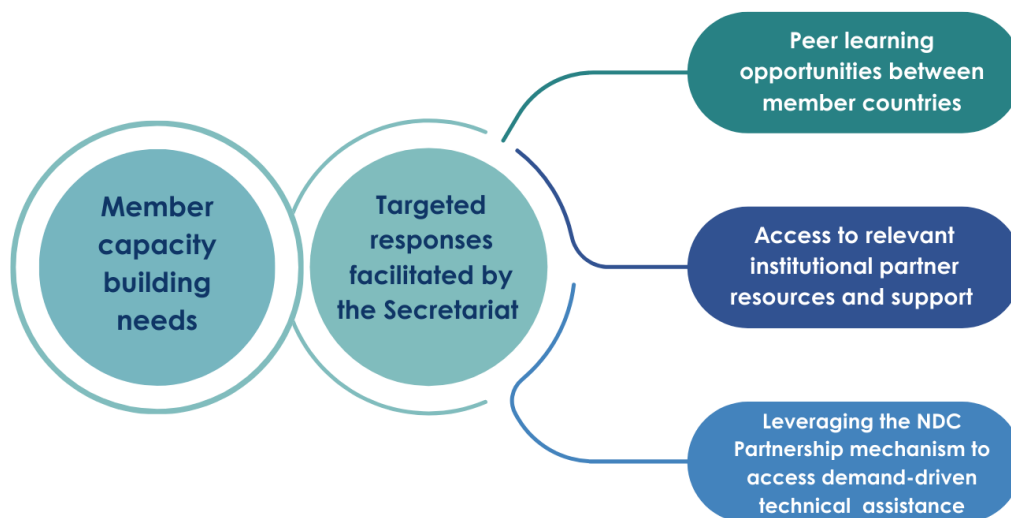 Member
capacity
building
needs
Targeted
responses
facilitated by
the Secretariat
Peer learning
opportunities between
member countries
Access to relevant
institutional partner
resources and support
Leveraging the NDC
Partnership mechanism to
access demand-driven
technical  assistance